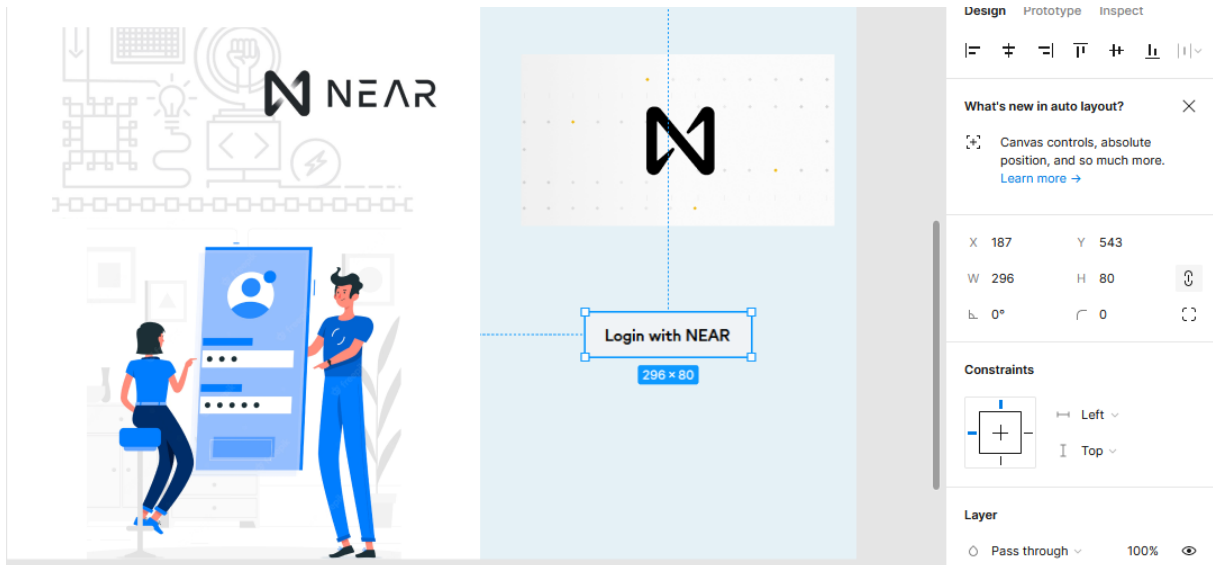 NEAR
Login with NEAR
296 × 80
Design Prototype Inspect
What's new in auto layout?
Canvas controls, absolute
position, and so much more.
Learn more →
X 187 Y 543
W 296 H 80
0° 0
Constraints
Left
Top
Layer
Pass through 100%